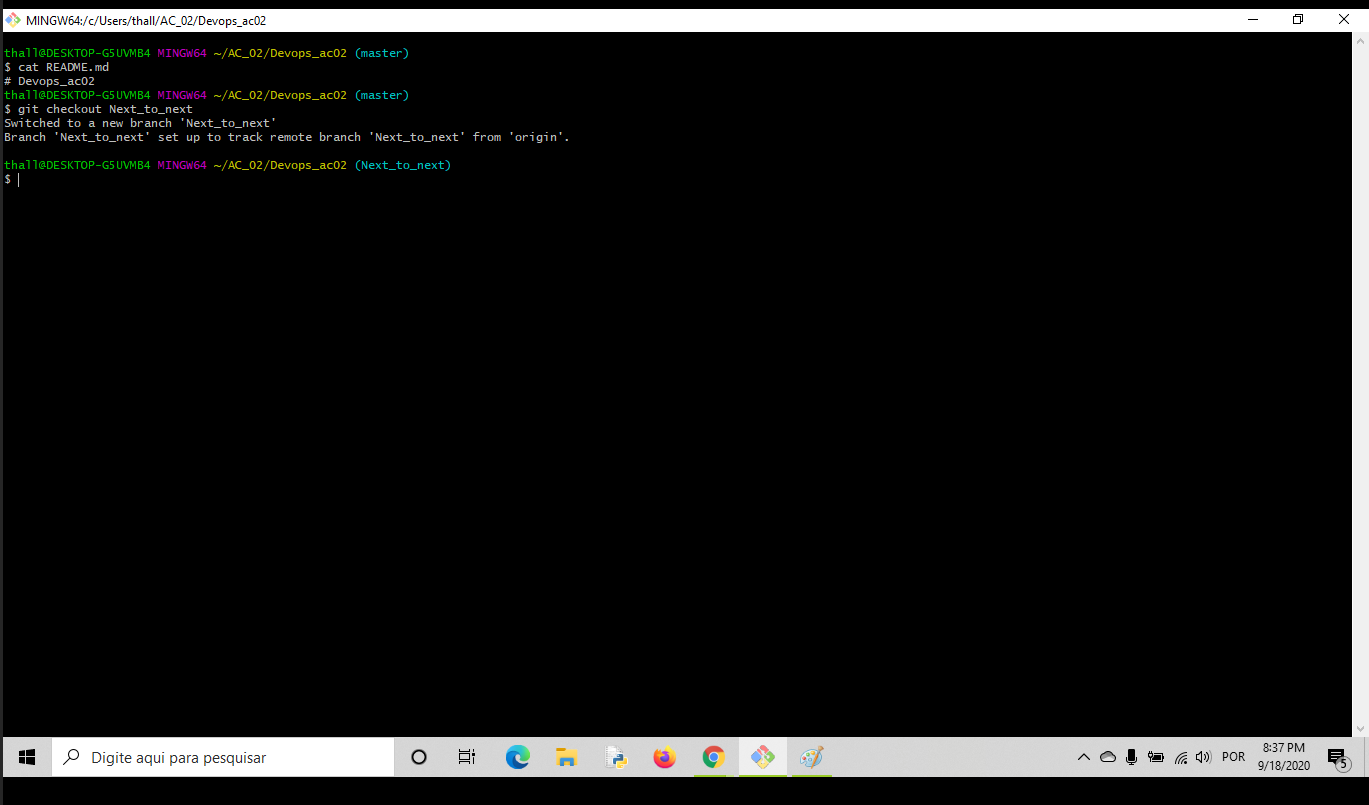 MINGW64:/c/Users/thall/AC_02/Devops_ac02
thall@DESKTOP-G5UVMB4 MINGW64 ~/AC_02/Devops_ac02 (master)
$ cat README.md
# Devops_ac02
thall@DESKTOP-G5UVMB4 MINGW64 ~/AC_02/Devops_ac02 (master)
$ git checkout Next_to_next
Switched to a new branch 'Next_to_next'
Branch 'Next_to_next' set up to track remote branch 'Next_to_next' from 'origin'.
thall@DESKTOP-G5UVMB4 MINGW64 ~/AC_02/Devops_ac02 (Next_to_next)
$
Digite aqui para pesquisar
POR
8:37 PM
9/18/2020
5